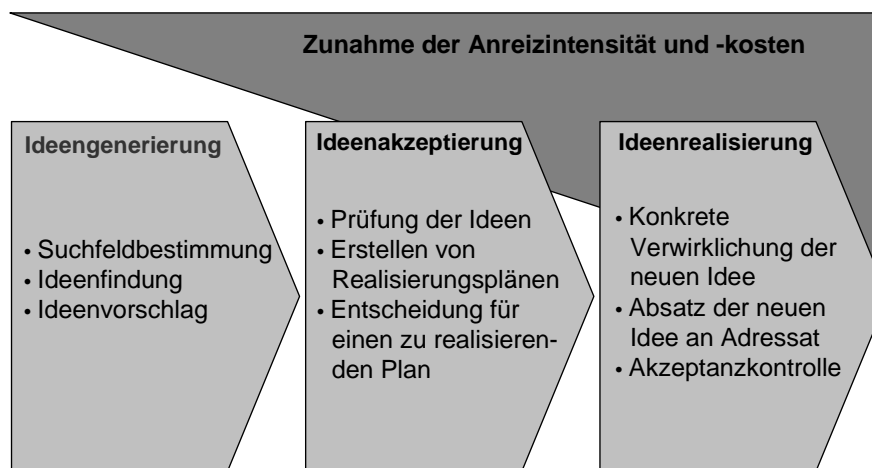 Zunahme der Anreizintensität und -kosten
Ideengenerierung
• Suchfeldbestimmung
• Ideenfindung
• Ideenvorschlag
Ideenakzeptierung
• Prüfung der Ideen
• Erstellen von
Realisierungsplänen
• Entscheidung für
einen zu realisieren-
den Plan
Ideenrealisierung
• Konkrete
Verwirklichung der
neuen Idee
• Absatz der neuen
Idee an Adressat
• Akzeptanzkontrolle